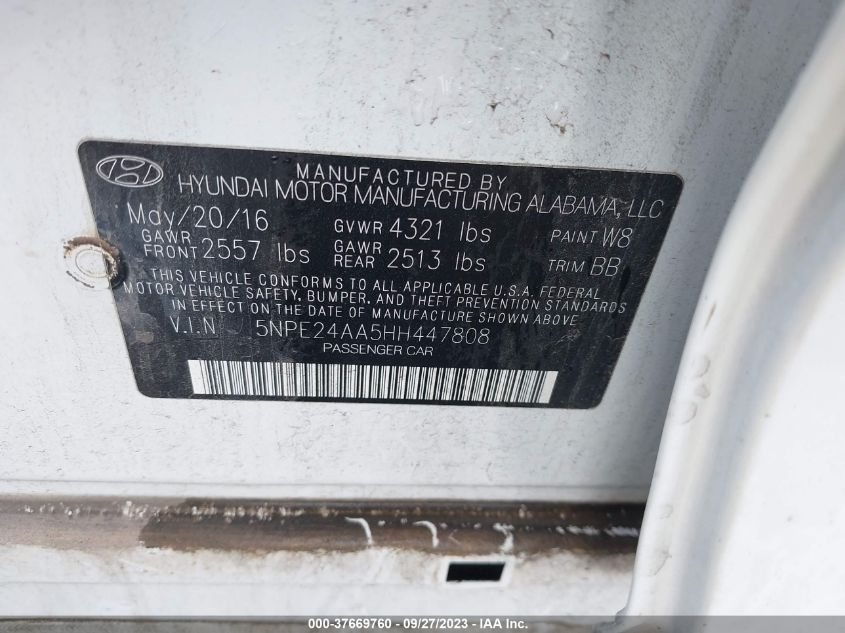 MANUFACTURED BY
HYUNDAI MOTOR MANUFACTURING ALABAMA, LLC
May/20/16 GVWR 4321 lbs PAINT W8
GAWR FRONT 2557 lbs GAWR REAR 2513 lbs TRIM BB
THIS VEHICLE CONFORMS TO ALL APPLICABLE U.S.A. FEDERAL
MOTOR VEHICLE SAFETY, BUMPER, AND THEFT PREVENTION STANDARDS
IN EFFECT ON THE DATE OF MANUFACTURE SHOWN ABOVE
V.I.N 5NPE24AA5HH447808
PASSENGER CAR
000-37669760 - 09/27/2023 - IAA Inc.